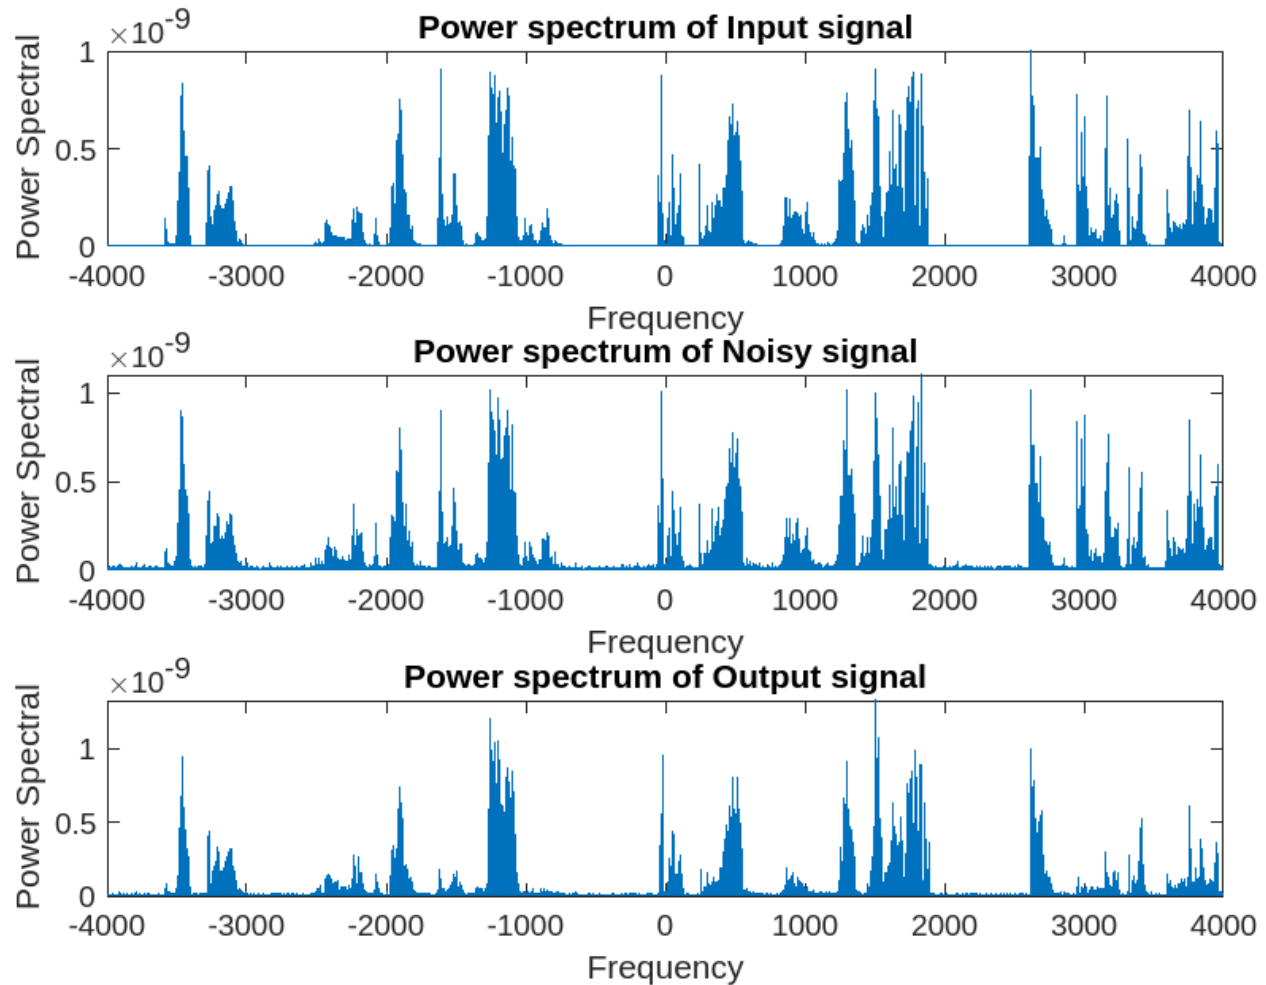 Power spectrum of Input signal
×10-9
Power Spectral
1
0.5
0
-4000 -3000 -2000 -1000 0 1000 2000 3000 4000
Frequency
Power spectrum of Noisy signal
×10-9
Power Spectral
1
0.5
0
-4000 -3000 -2000 -1000 0 1000 2000 3000 4000
Frequency
Power spectrum of Output signal
×10-9
Power Spectral
1
0.5
0
-4000 -3000 -2000 -1000 0 1000 2000 3000 4000
Frequency